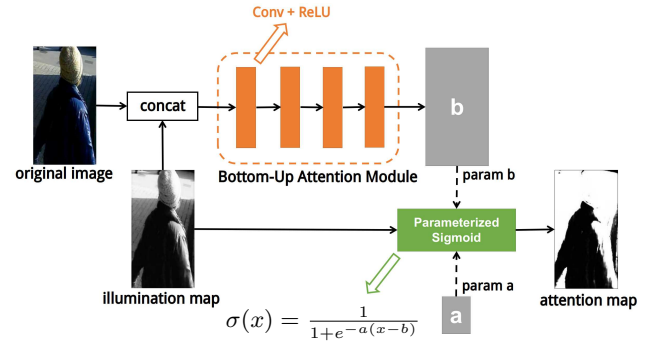 Conv + ReLU
concat
b
original image
Bottom-Up Attention Module
param b
Parameterized
Sigmoid
illumination map
param a
attention map
a
σ(x) = 1/(1+e^{-a(x-b)})